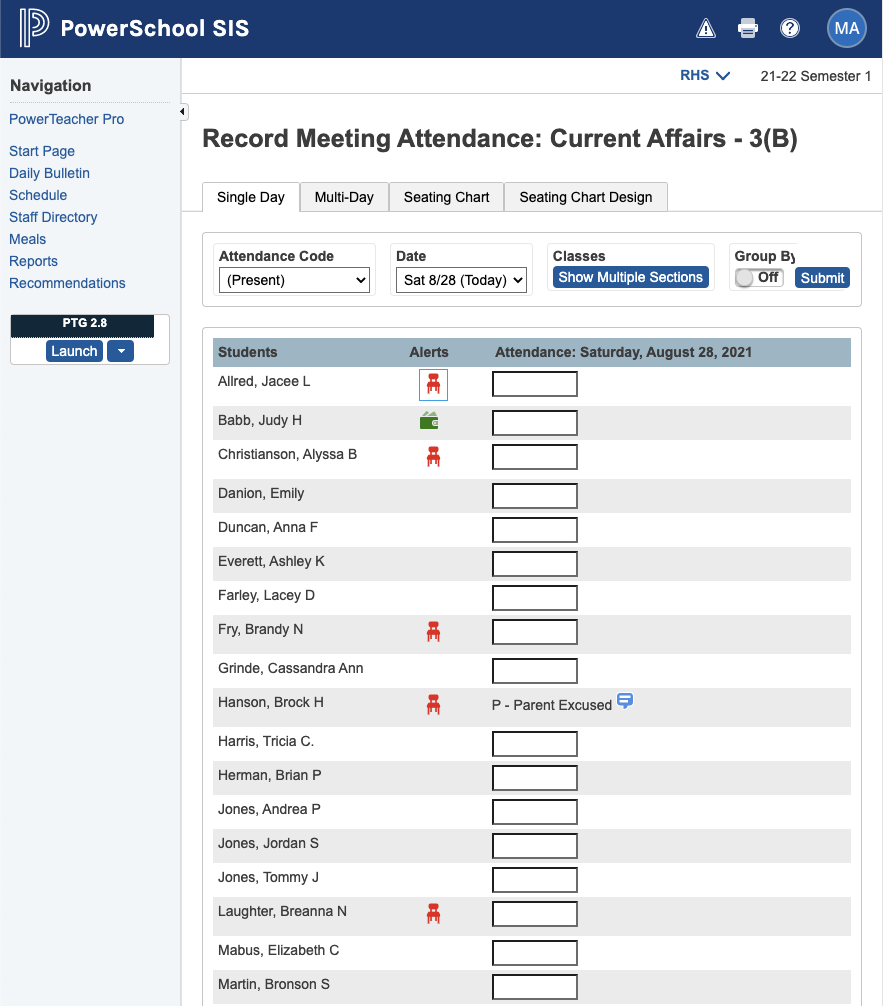 PowerSchool SIS
MA
RHS
21-22 Semester 1
Navigation
PowerTeacher Pro
Start Page
Daily Bulletin
Schedule
Staff Directory
Meals
Reports
Recommendations
PTG 2.8
Launch
Record Meeting Attendance: Current Affairs - 3(B)
Single Day Multi-Day Seating Chart Seating Chart Design
Attendance Code Date Classes Group By
(Present) Sat 8/28 (Today) Show Multiple Sections Off Submit
Students Alerts Attendance: Saturday, August 28, 2021
Allred, Jacee L
Babb, Judy H
Christianson, Alyssa B
Danion, Emily
Duncan, Anna F
Everett, Ashley K
Farley, Lacey D
Fry, Brandy N
Grinde, Cassandra Ann
Hanson, Brock H P - Parent Excused
Harris, Tricia C.
Herman, Brian P
Jones, Andrea P
Jones, Jordan S
Jones, Tommy J
Laughter, Breanna N
Mabus, Elizabeth C
Martin, Bronson S